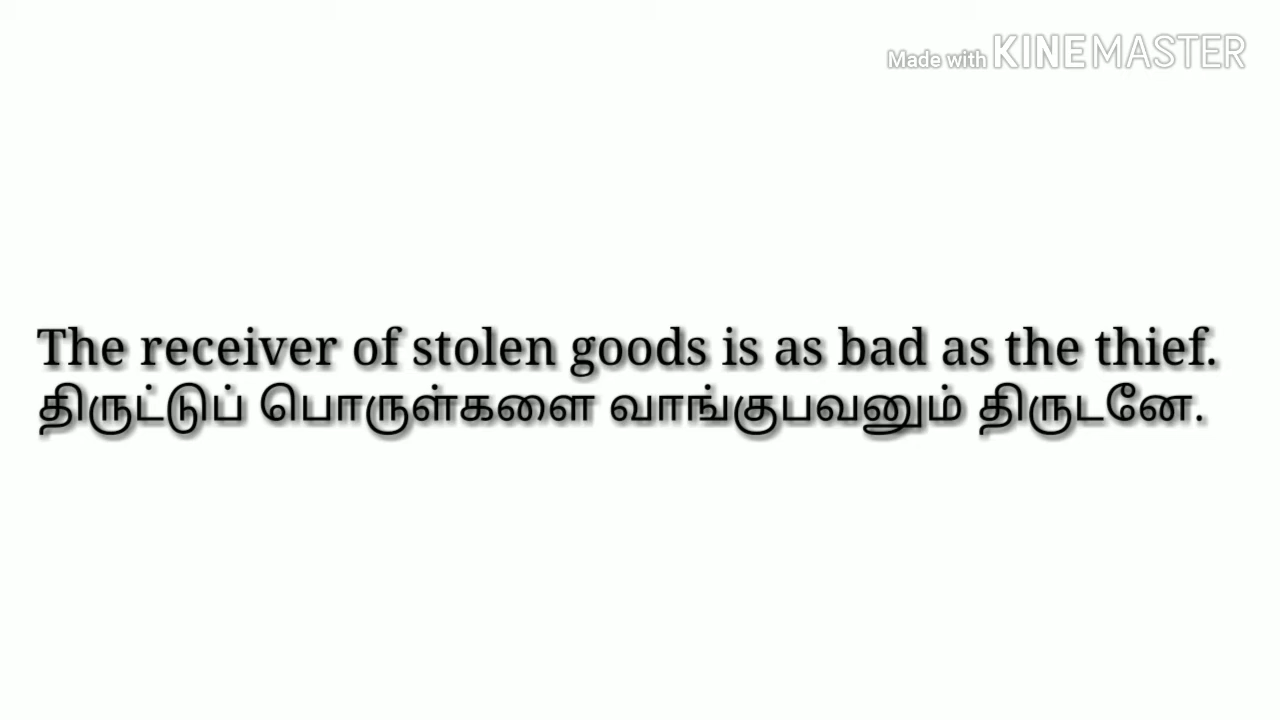 Made with KINEMASTER
The receiver of stolen goods is as bad as the thief.
திருட்டுப் பொருள்களை வாங்குபவனும் திருடனே.